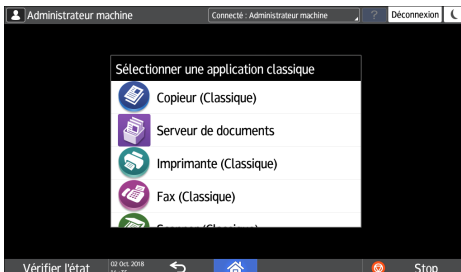 Administrateur machine
Connecté : Administrateur machine
?
Déconnexion
Sélectionner une application classique
Copieur (Classique)
Serveur de documents
Imprimante (Classique)
Fax (Classique)
Vérifier l'état
02 Oct. 2018
Stop